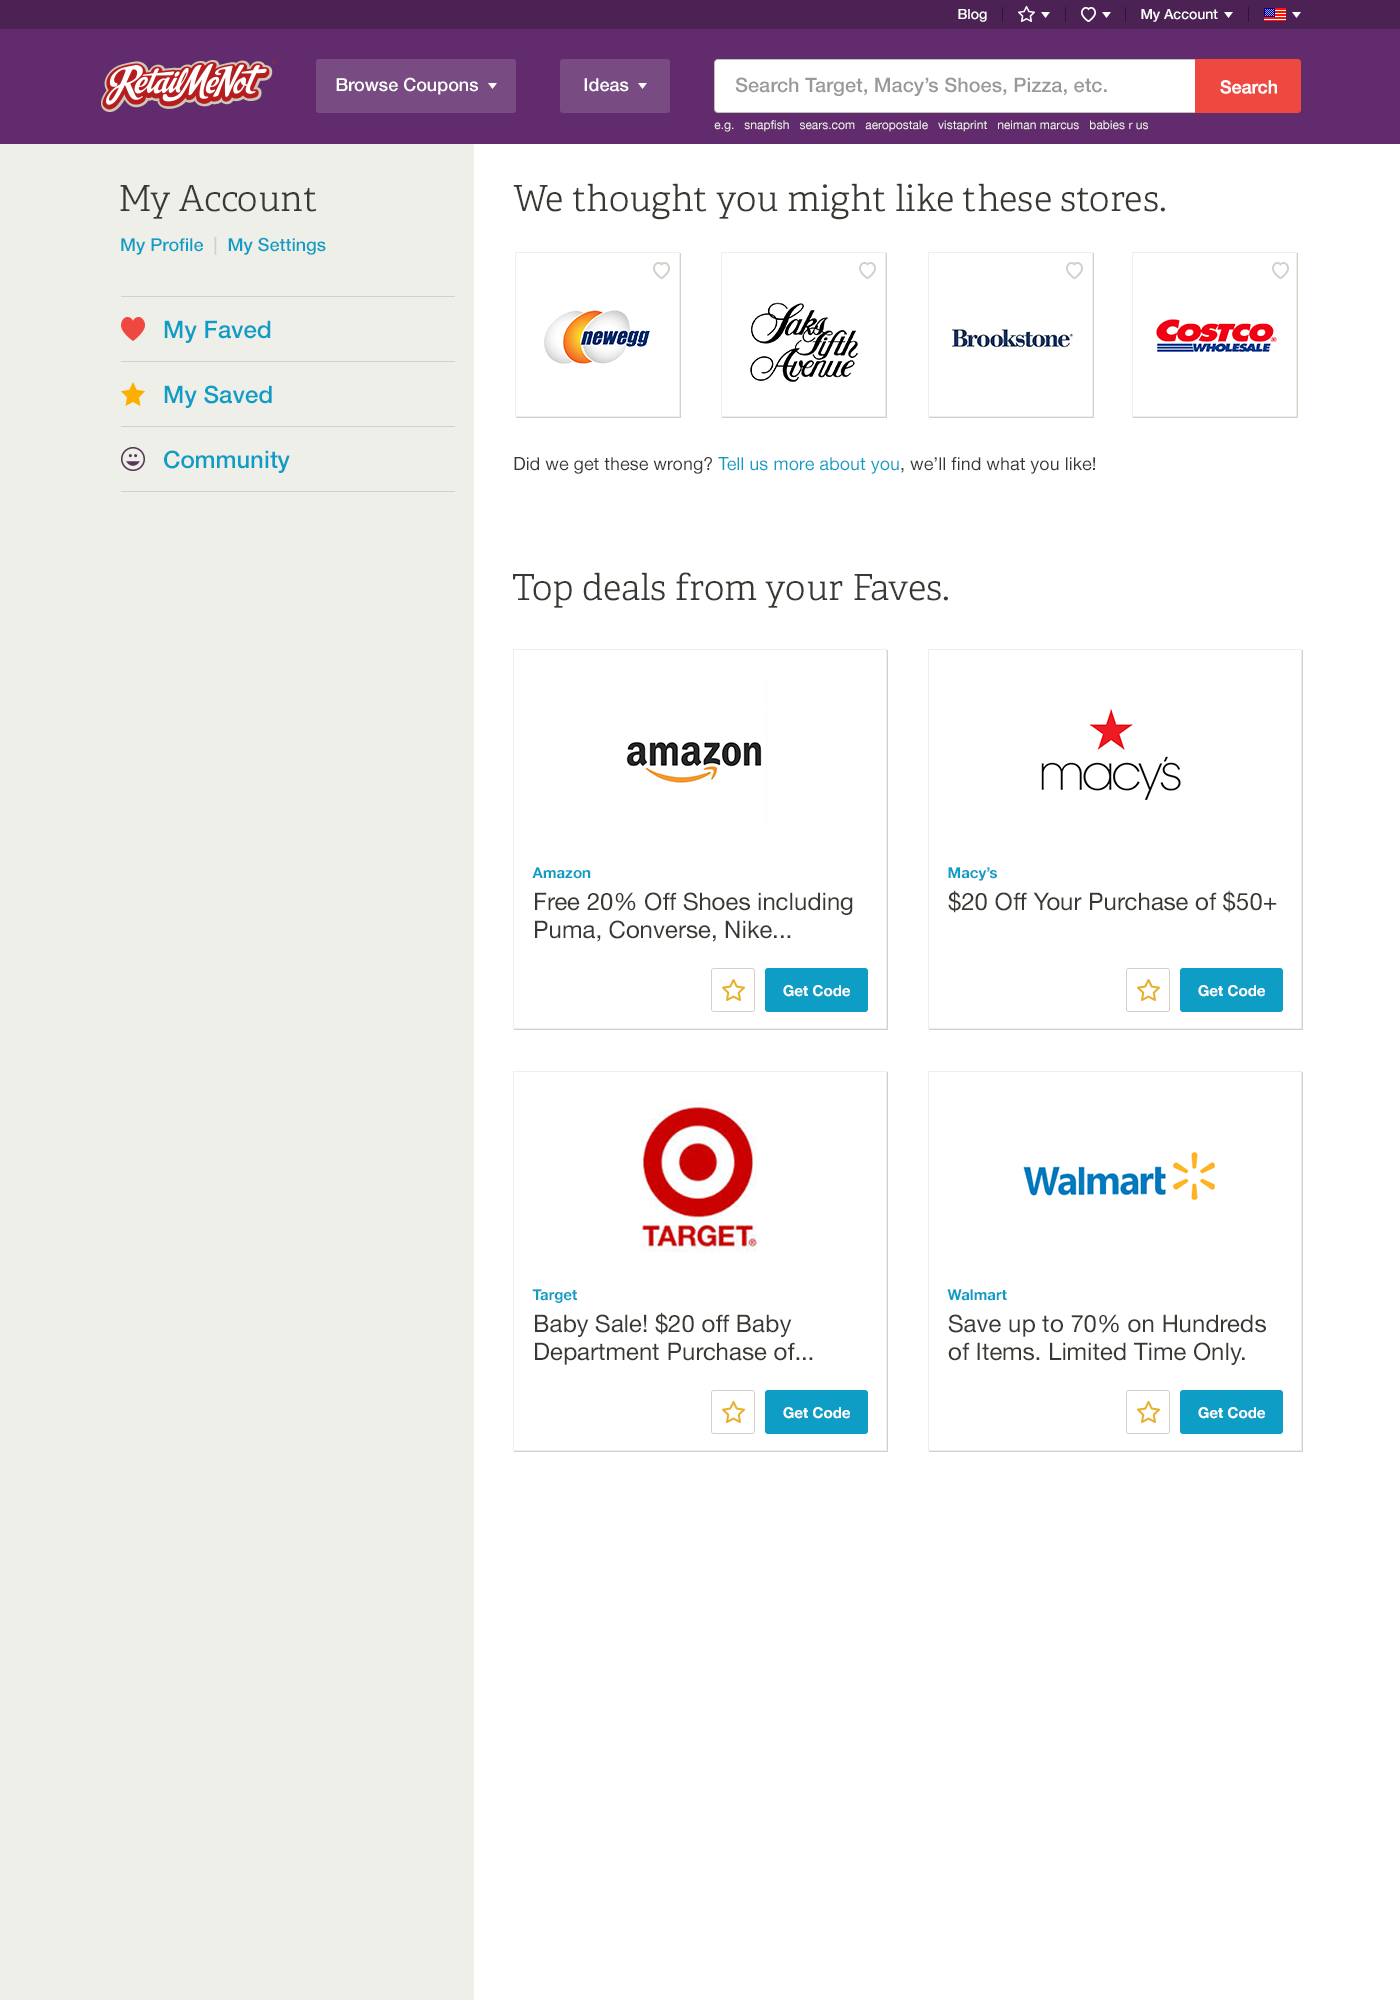 Blog
My Account
RetailMeNot
Browse Coupons
Ideas
Search Target, Macy’s Shoes, Pizza, etc.
Search
e.g. snapfish sears.com aeropostale vistaprint neiman marcus babies r us
My Account
My Profile | My Settings
My Faved
My Saved
Community
We thought you might like these stores.
newegg
Saks
fifth
Avenue
Brookstone
COSTCO
WHOLESALE
Did we get these wrong? Tell us more about you, we’ll find what you like!
Top deals from your Faves.
amazon
Amazon
Free 20% Off Shoes including
Puma, Converse, Nike...
Get Code
macy’s
Macy’s
$20 Off Your Purchase of $50+
Get Code
TARGET®
Target
Baby Sale! $20 off Baby
Department Purchase of...
Get Code
Walmart
Walmart
Save up to 70% on Hundreds
of Items. Limited Time Only.
Get Code